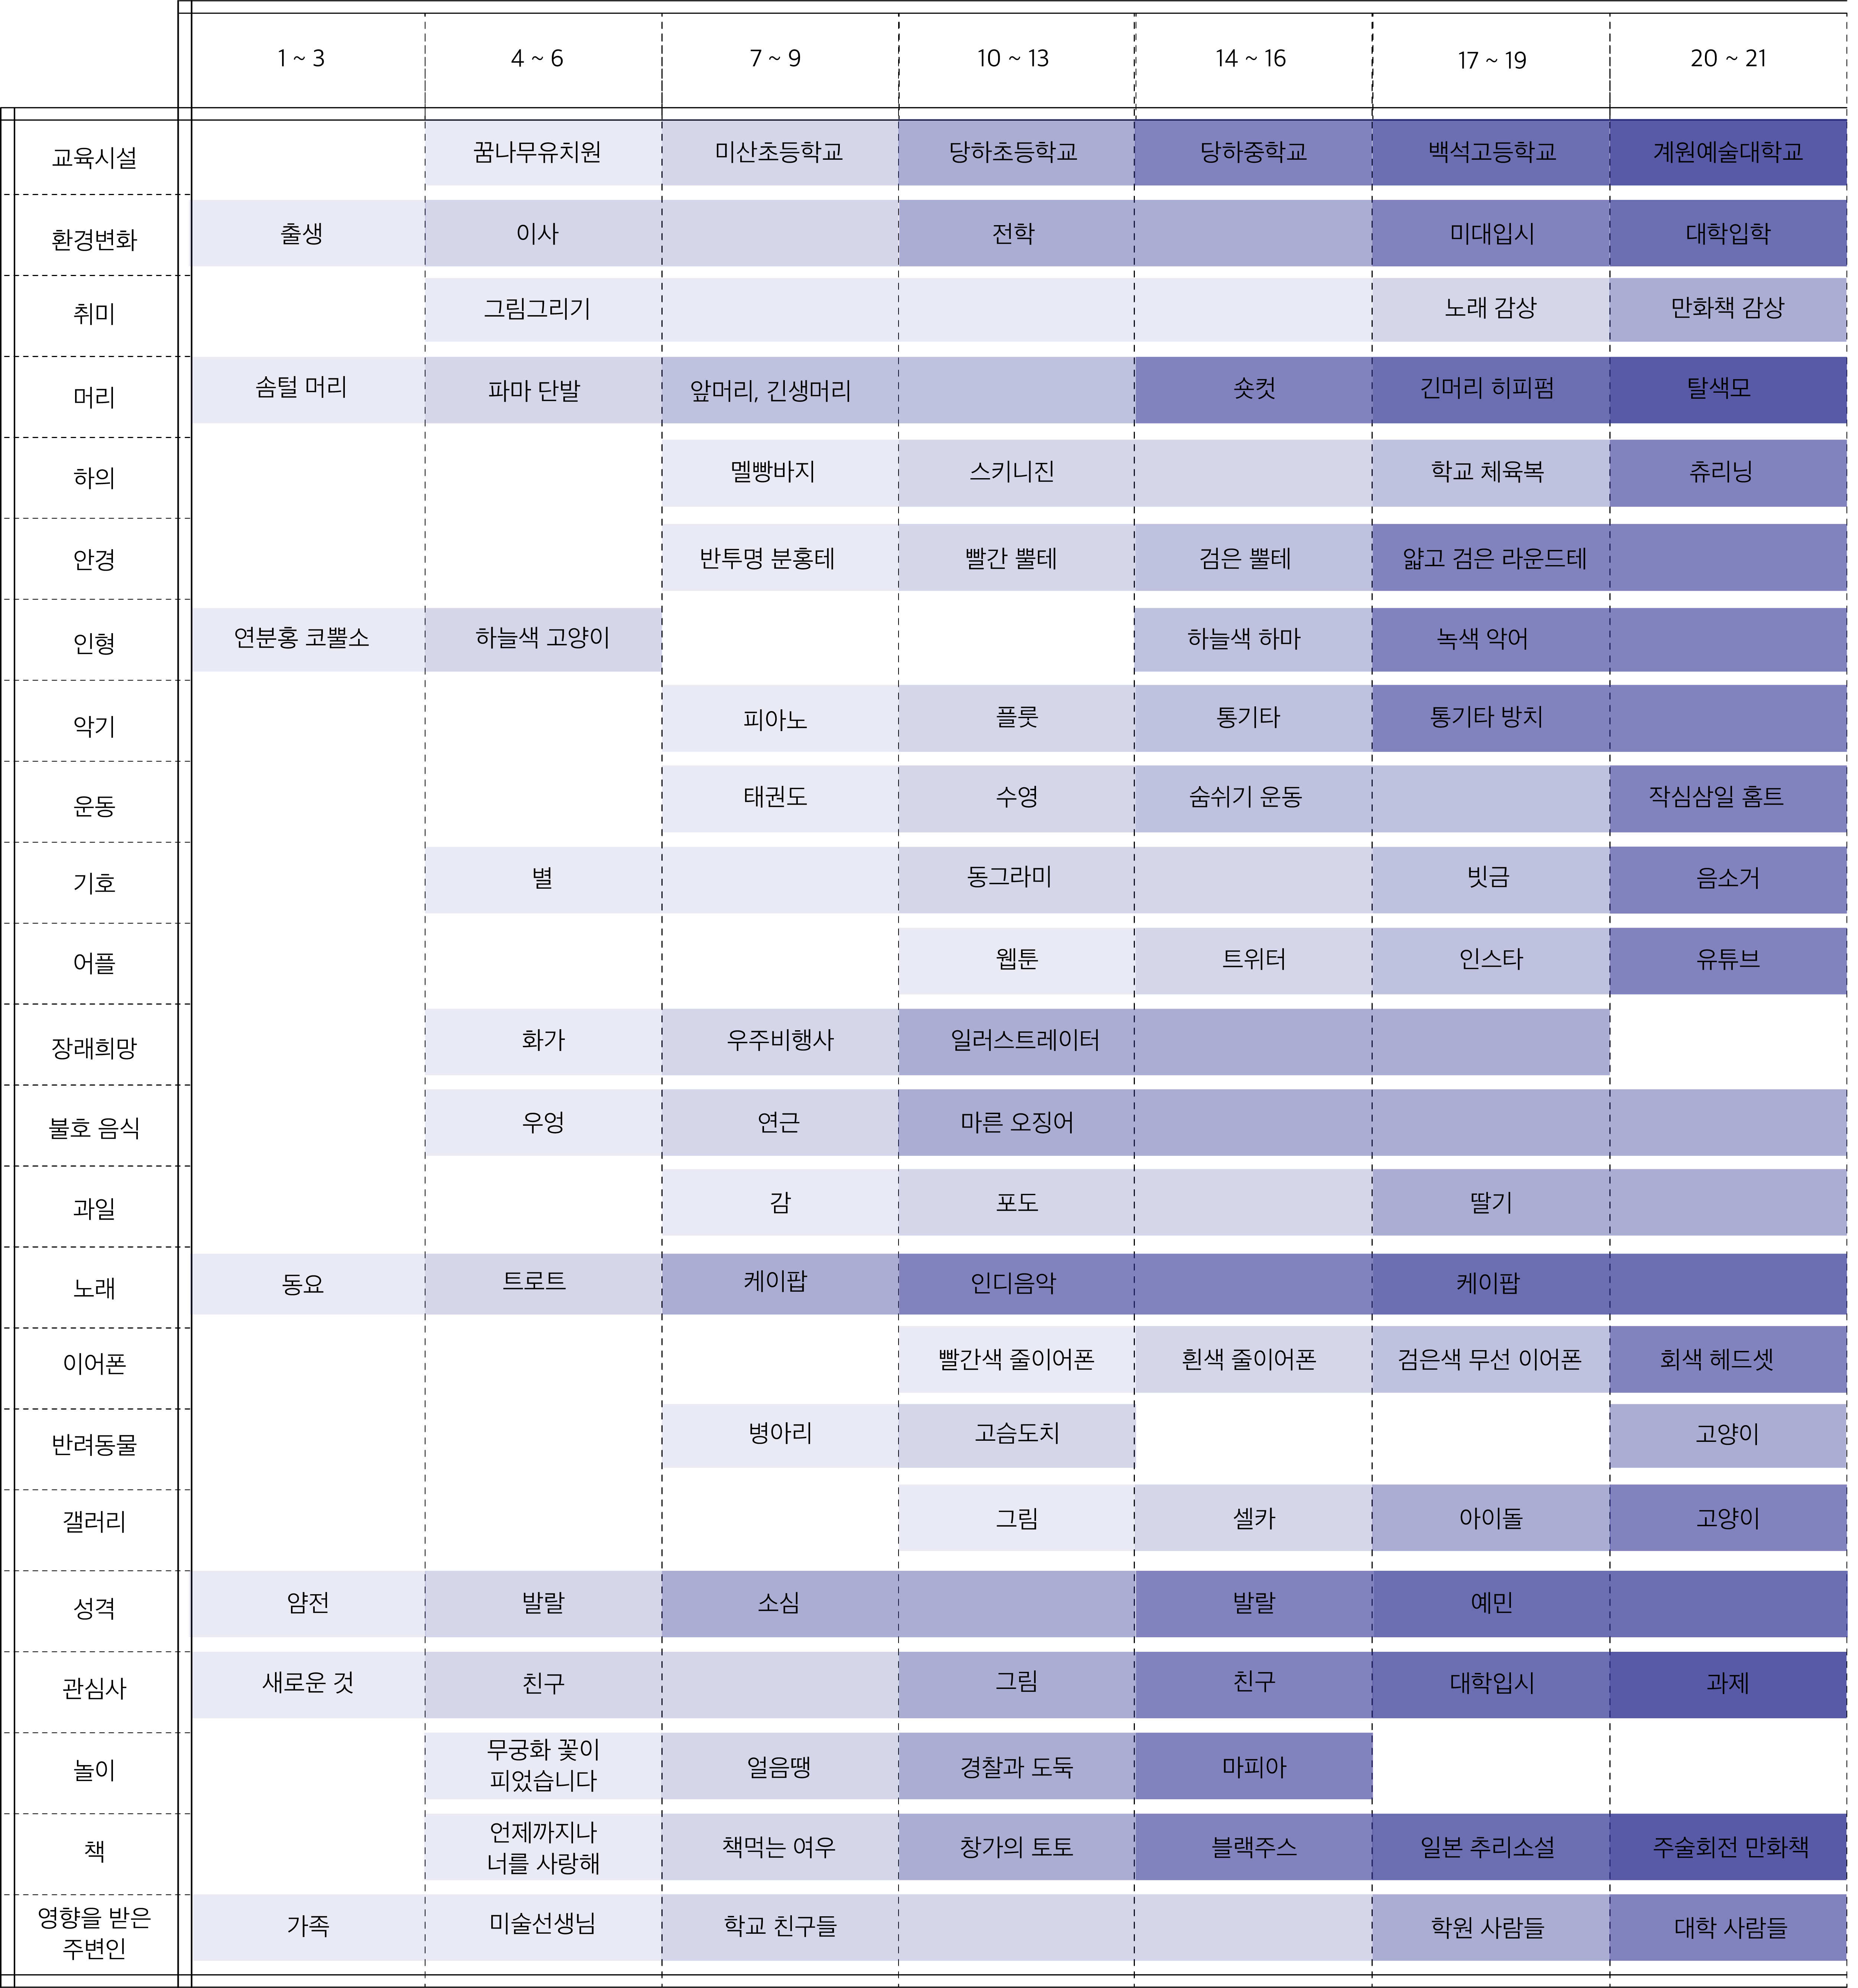 1 ~ 3 4 ~ 6 7 ~ 9 10 ~ 13 14 ~ 16 17 ~ 19 20 ~ 21
교육시설 꿈나무유치원 미산초등학교 당하초등학교 당하중학교 백석고등학교 계원예술대학교
환경변화 출생 이사 전학 미대입시 대학입학
취미 그림그리기 노래 감상 만화책 감상
머리 솜털 머리 파마 단발 앞머리, 긴생머리 숏컷 긴머리 히피펌 탈색모
하의 멜빵바지 스키니진 학교 체육복 츄리닝
안경 반투명 분홍테 빨간 뿔테 검은 뿔테 얇고 검은 라운드테
인형 연분홍 코뿔소 하늘색 고양이 하늘색 하마 녹색 악어
악기 피아노 플룻 통기타 통기타 방치
운동 태권도 수영 숨쉬기 운동 작심삼일 홈트
기호 별 동그라미 빗금 음소거
어플 웹툰 트위터 인스타 유튜브
장래희망 화가 우주비행사 일러스트레이터
불호 음식 우엉 연근 마른 오징어
과일 감 포도 딸기
노래 동요 트로트 케이팝 인디음악 케이팝
이어폰 빨간색 줄이어폰 흰색 줄이어폰 검은색 무선 이어폰 회색 헤드셋
반려동물 병아리 고슴도치 고양이
갤러리 그림 셀카 아이돌 고양이
성격 얌전 발랄 소심 발랄 예민
관심사 새로운 것 친구 그림 친구 대학입시 과제
놀이 무궁화 꽃이
피었습니다 얼음땡 경찰과 도둑 마피아
책 언제까지나
너를 사랑해 책먹는 여우 창가의 토토 블랙주스 일본 추리소설 주술회전 만화책
영향을 받은
주변인 가족 미술선생님 학교 친구들 학원 사람들 대학 사람들